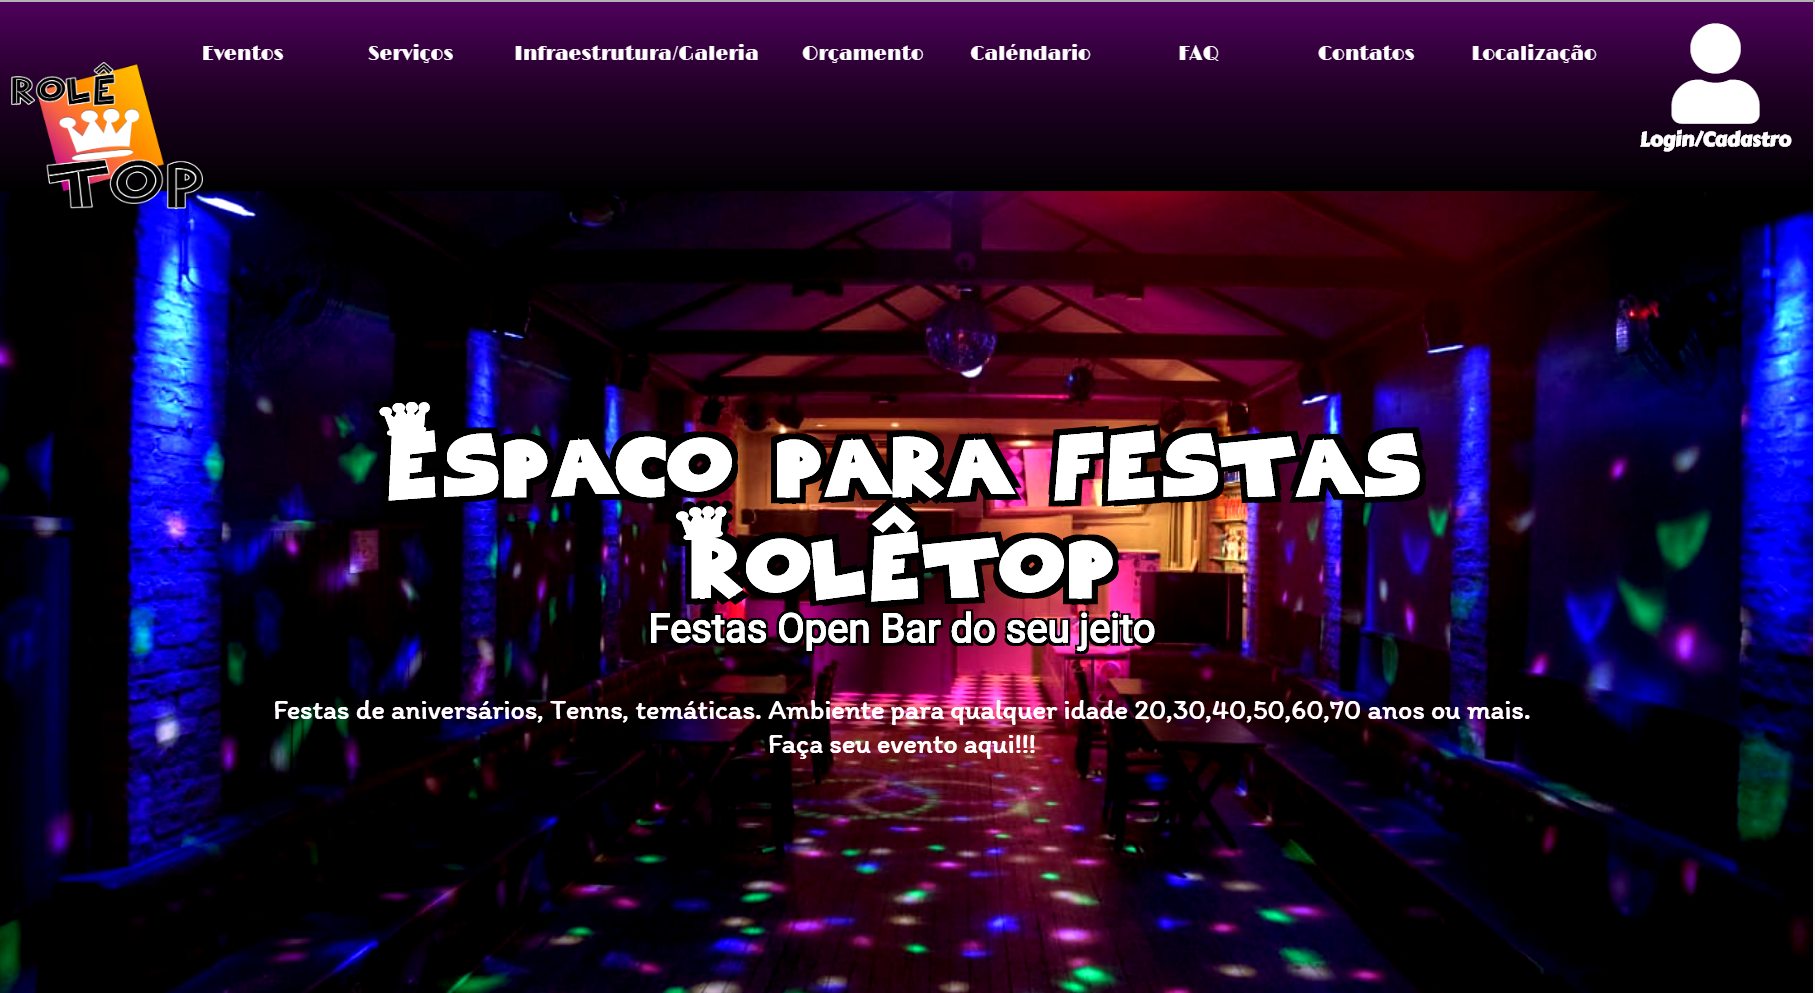 Eventos
Serviços
Infraestrutura/Galeria
Orçamento
Caléndario
FAQ
Contatos
Localização
Login/Cadastro
ROLÊ
TOP
ESPACO PARA FESTAS
ROLÊTOP
Festas Open Bar do seu jeito
Festas de aniversários, Tenns, temáticas. Ambiente para qualquer idade 20,30,40,50,60,70 anos ou mais.
Faça seu evento aqui!!!